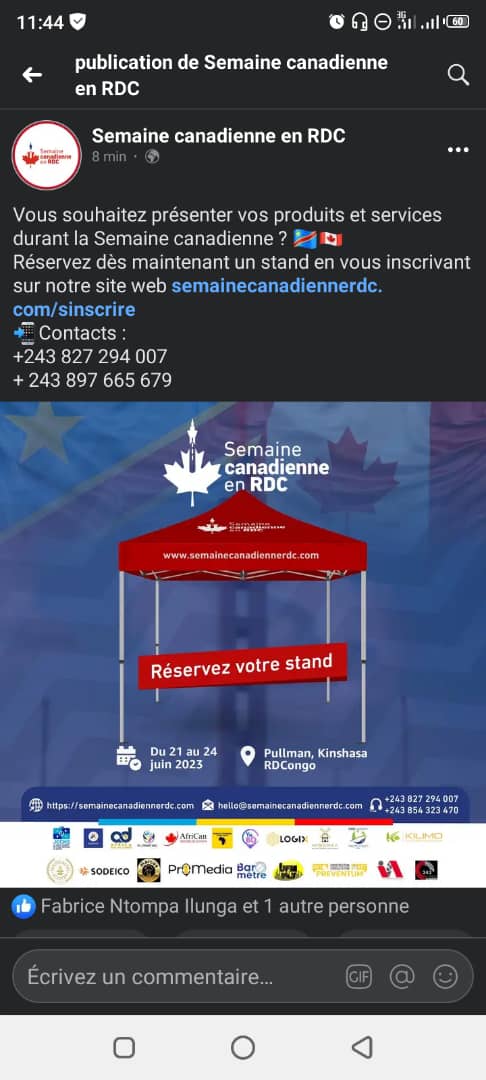 11:44
3G
60
publication de Semaine canadienne
en RDC
Semaine
canadienne
en RDC
Semaine canadienne en RDC
8 min ·
Vous souhaitez présenter vos produits et services
durant la Semaine canadienne ?
Réservez dès maintenant un stand en vous inscrivant
sur notre site web semainecanadiennerdc.
com/sinscrire
Contacts :
+243 827 294 007
+ 243 897 665 679
Semaine
canadienne
en RDC
Semaine
canadienne
en RDC
www.semainecanadiennerdc.com
Réservez votre stand
Du 21 au 24
juin 2023
Pullman, Kinshasa
RDCongo
https://semainecanadiennerdc.com
hello@semainecanadiennerdc.com
+243 827 294 007
+243 854 323 470
AfriCan
LOGIX
KILIMO
SODEICO
PROMedia
Baromètre
PREVENTUM
Fabrice Ntompa Ilunga et 1 autre personne
Écrivez un commentaire...
GIF